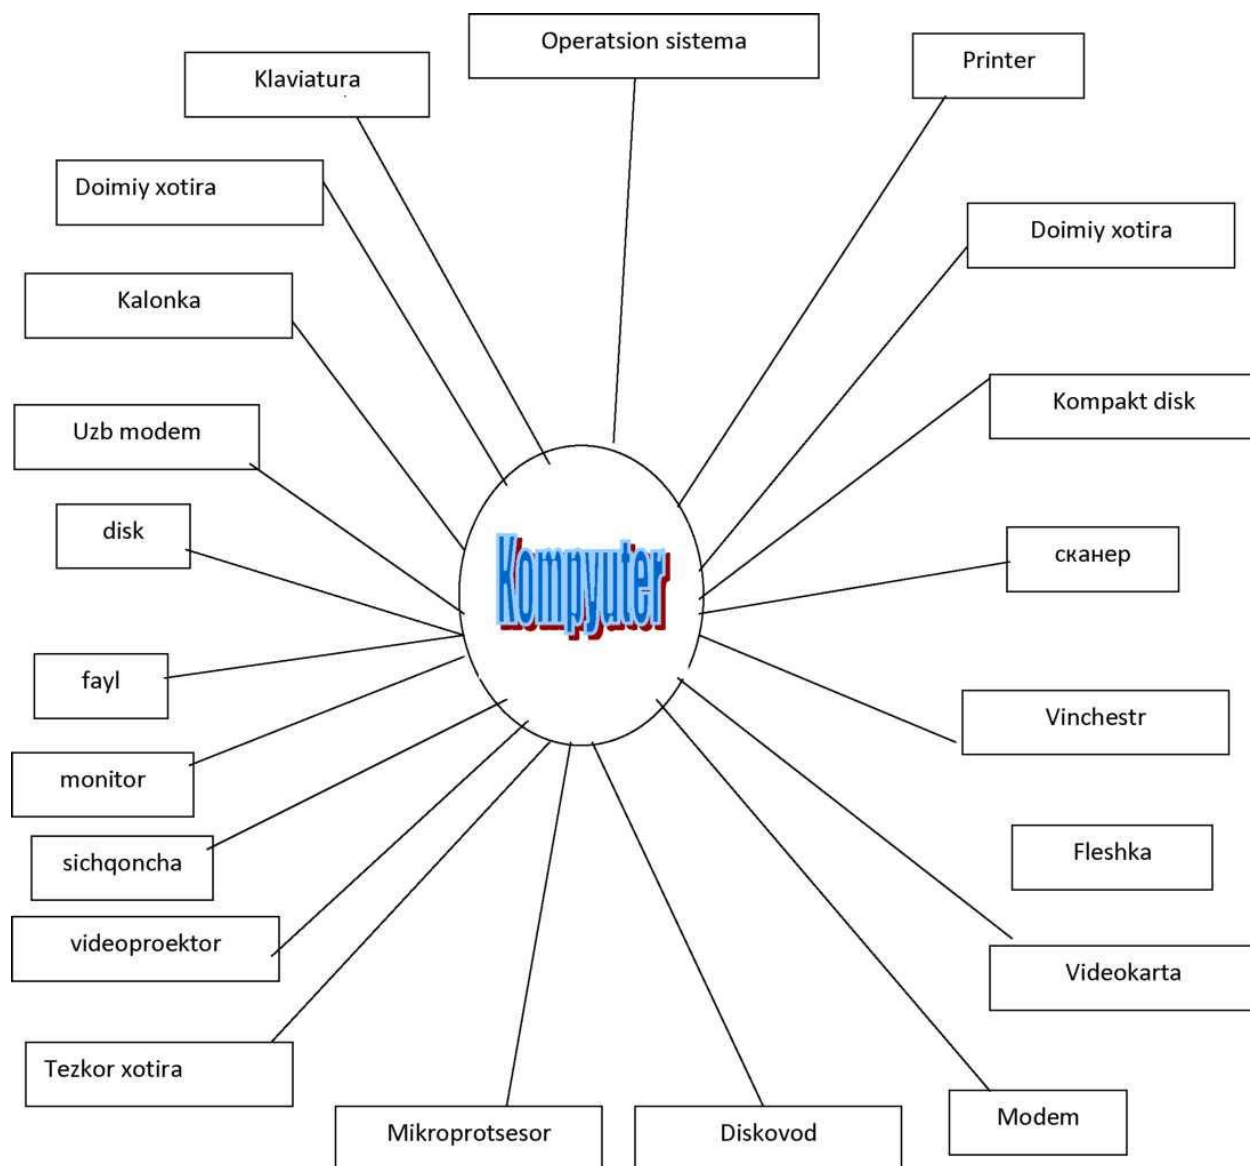 Operatsion sistema
Printer
Klaviatura
Doimiy xotira
Doimiy xotira
Kalonka
Kompakt disk
Uzb modem
disk
сканер
Kompyuter
fayl
Vinchestr
monitor
Fleshka
sichqoncha
videoproektor
Videokarta
Tezkor xotira
Modem
Mikroprotsesor
Diskovod